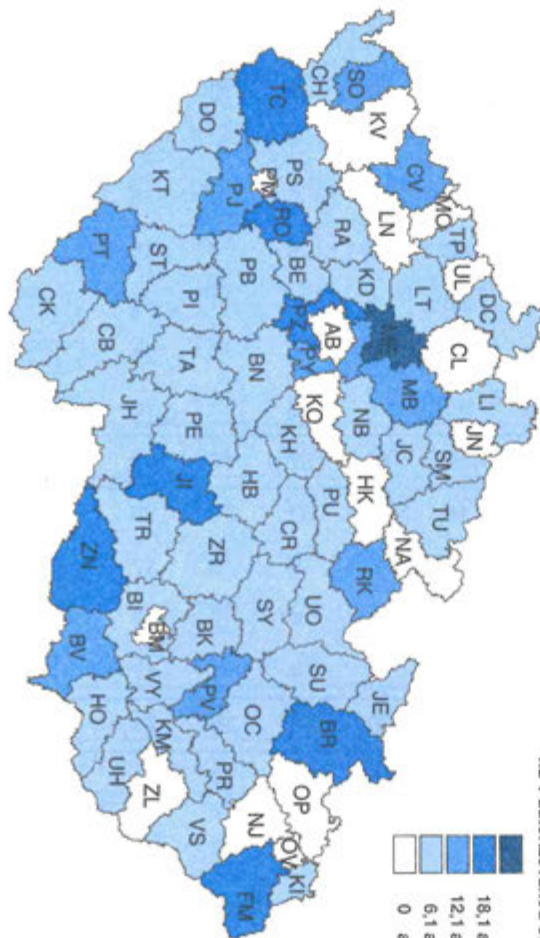 18,1 a
12,1 a
6,1 a
0 a
DC
LI
TP
UL
CL
JN
SM
TU
MO
LT
MB
JC
NA
CV
KD
NB
HK
RK
JE
SO
KV
LN
RA
AB
KO
PU
UO
SU
BR
CH
PS
RO
BE
PZ
PY
KH
CR
SY
OC
OP
TC
PM
PJ
PB
BN
HB
ZR
BK
PV
PR
NJ
OV
KI
FM
DO
KT
ST
PI
TA
PE
JI
TR
BI
BM
VY
KM
VS
PT
CB
JH
ZN
BV
HO
UH
ZL
CK